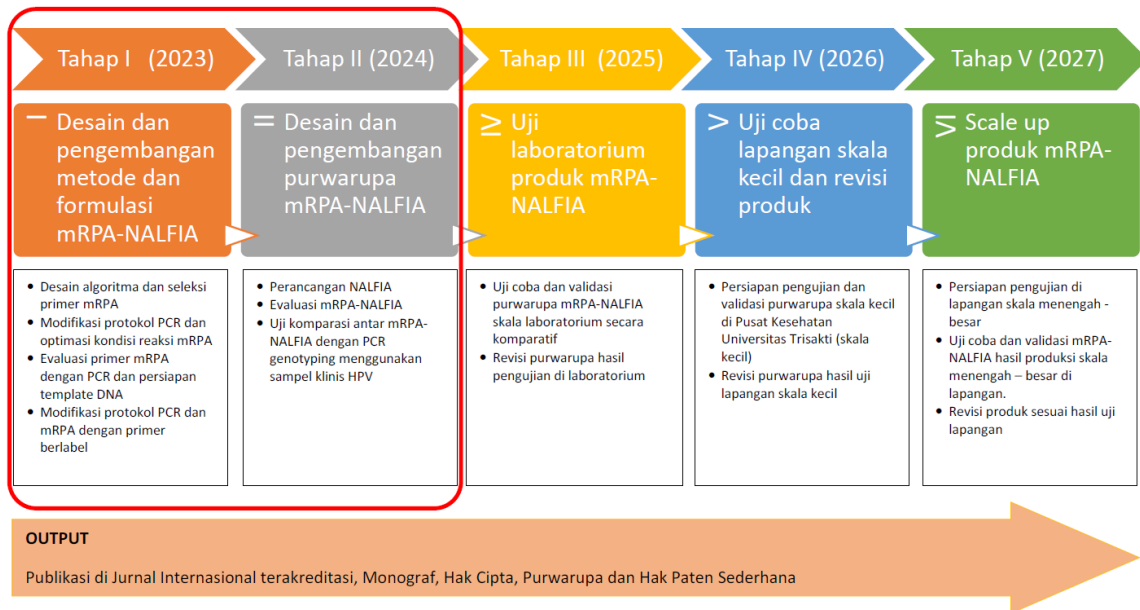 Tahap I (2023)
Tahap II (2024)
Tahap III (2025)
Tahap IV (2026)
Tahap V (2027)
Desain dan
pengembangan
metode dan
formulasi
mRPA-NALFIA
Desain dan
pengembangan
purwarupa
mRPA-NALFIA
Uji
laboratorium
produk mRPA-
NALFIA
Uji coba
lapangan skala
kecil dan revisi
produk
Scale up
produk mRPA-
NALFIA
• Desain algoritma dan seleksi
primer mRPA
• Modifikasi protokol PCR dan
optimasi kondisi reaksi mRPA
• Evaluasi primer mRPA
dengan PCR dan persiapan
template DNA
• Modifikasi protokol PCR dan
mRPA dengan primer
berlabel
• Perancangan NALFIA
• Evaluasi mRPA-NALFIA
• Uji komparasi antar mRPA-
NALFIA dengan PCR
genotyping menggunakan
sampel klinis HPV
• Uji coba dan validasi
purwarupa mRPA-NALFIA
skala laboratorium secara
komparatif
• Revisi purwarupa hasil
pengujian di laboratorium
• Persiapan pengujian dan
validasi purwarupa skala kecil
di Pusat Kesehatan
Universitas Trisakti (skala
kecil)
• Revisi purwarupa hasil uji
lapangan skala kecil
• Persiapan pengujian di
lapangan skala menengah -
besar
• Uji coba dan validasi mRPA-
NALFIA hasil produksi skala
menengah – besar di
lapangan.
• Revisi produk sesuai hasil uji
lapangan
OUTPUT
Publikasi di Jurnal Internasional terakreditasi, Monograf, Hak Cipta, Purwarupa dan Hak Paten Sederhana